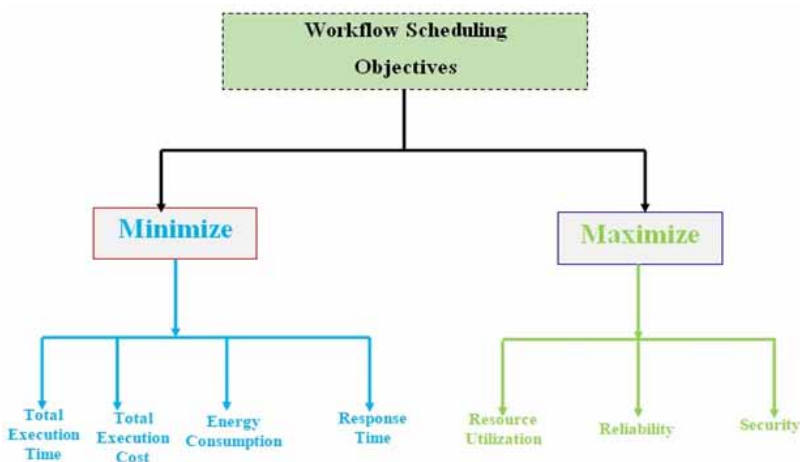 Workflow Scheduling
Objectives
Minimize
Maximize
Total
Execution
Time
Total
Execution
Cost
Energy
Consumption
Response
Time
Resource
Utilization
Reliability
Security